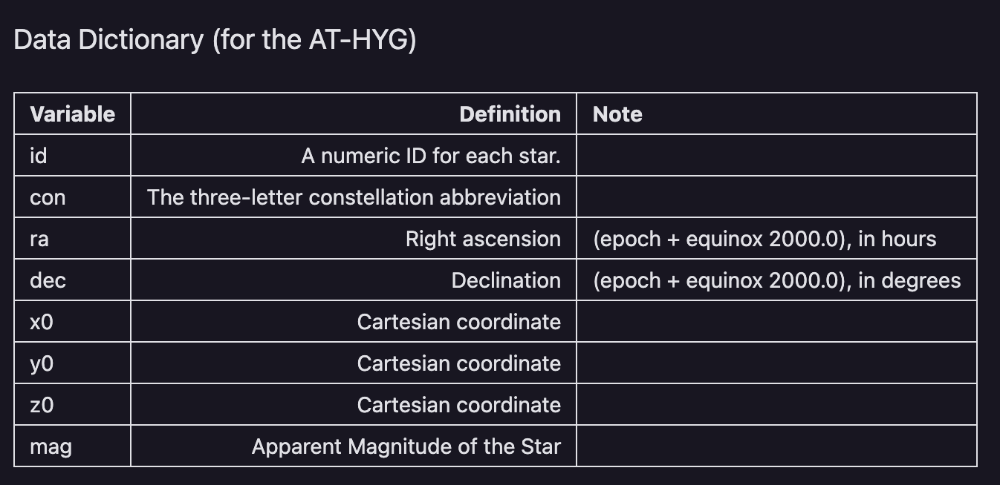 Data Dictionary (for the AT-HYG)
Variable Definition Note
id A numeric ID for each star.
con The three-letter constellation abbreviation
ra Right ascension (epoch + equinox 2000.0), in hours
dec Declination (epoch + equinox 2000.0), in degrees
x0 Cartesian coordinate
y0 Cartesian coordinate
z0 Cartesian coordinate
mag Apparent Magnitude of the Star